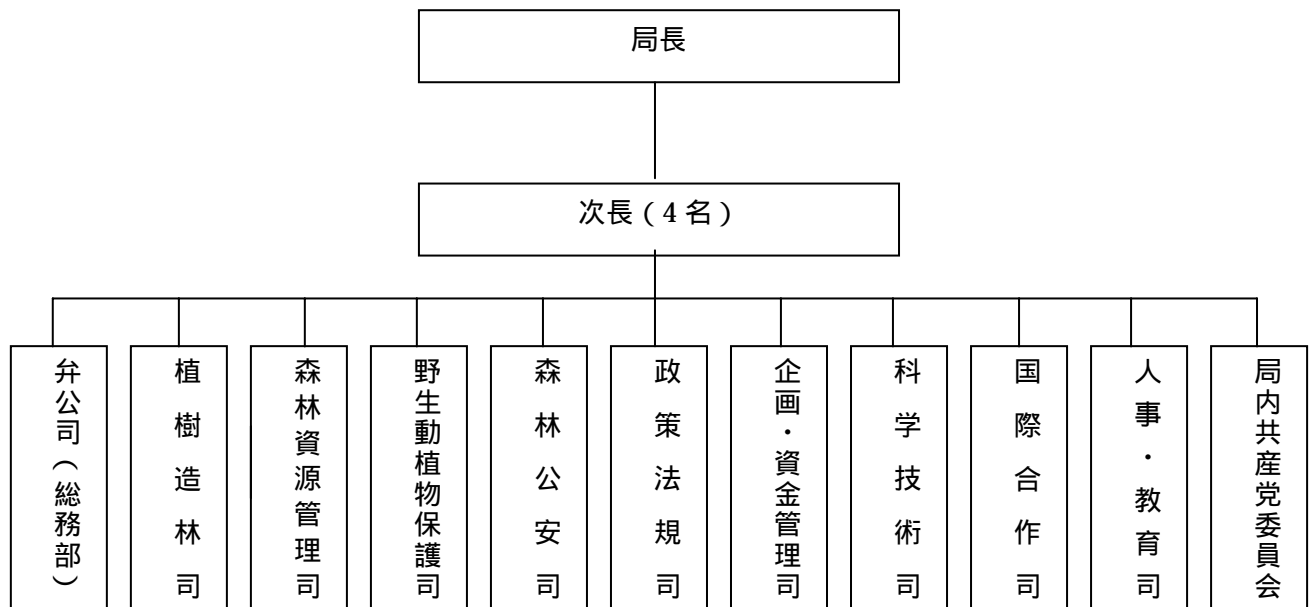 局長
次長(4名)
弁公司(総務部)
植樹造林司
森林資源管理司
野生動植物保護司
森林公安司
政策法規司
企画・資金管理司
科学技術司
国際合作司
人事・教育司
局内共産党委員会